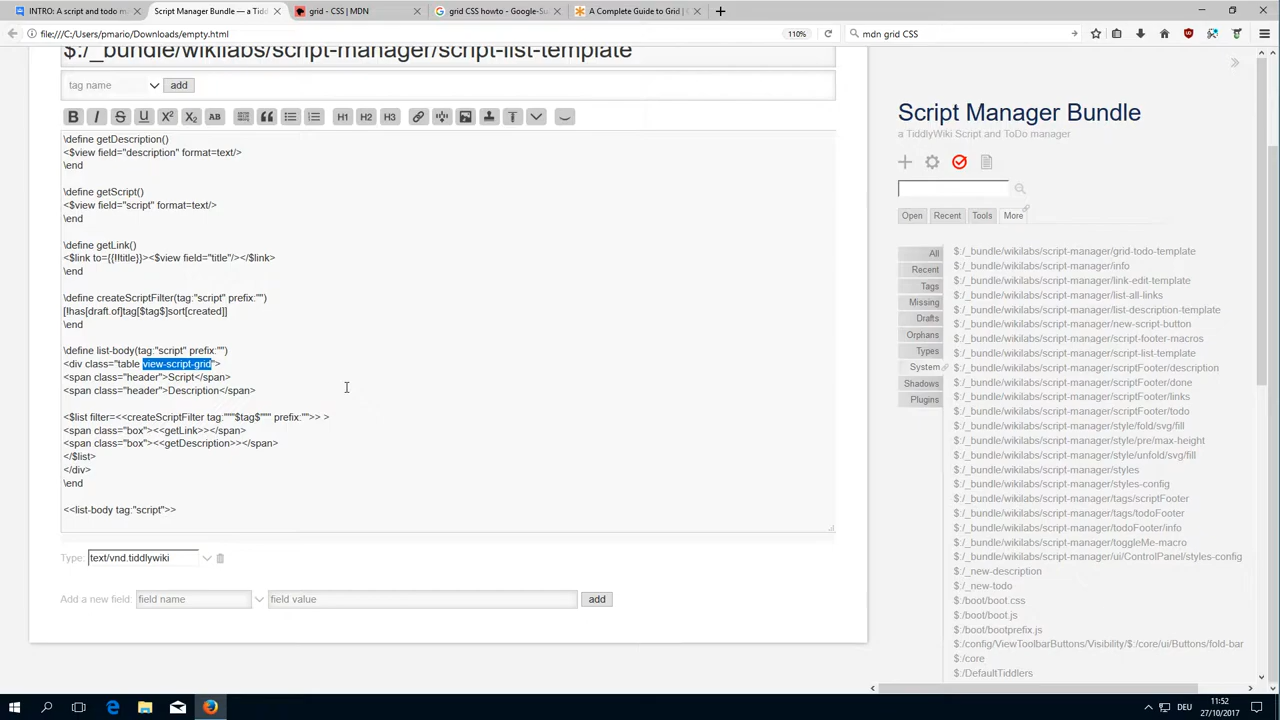 INTRO: A script and todo m
Script Manager Bundle — a Ti
grid - CSS | MDN
grid CSS howto - Google-Su
A Complete Guide to Grid | C
file:///C:/Users/pmario/Downloads/empty.html
110%
mdn grid CSS
$:/_bundle/wikilabs/script-manager/script-list-template
tag name
add
B I S U X² X₂ AB
H1 H2 H3
\define getDescription()
<$view field="description" format=text/>
\end
\define getScript()
<$view field="script" format=text/>
\end
\define getLink()
<$link to={{!!title}}><$view field="title"/></$link>
\end
\define createScriptFilter(tag:"script" prefix:"")
[!has[draft.of]tag[$tag$]sort[created]]
\end
\define list-body(tag:"script" prefix:"")
<div class="table view-script-grid">
<span class="header">Script</span>
<span class="header">Description</span>
<$list filter=<<createScriptFilter tag:"""$tag$""" prefix:"">> >
<span class="box"><<getLink>></span>
<span class="box"><<getDescription>></span>
</$list>
</div>
\end
<<list-body tag:"script">>
Type: text/vnd.tiddlywiki
Add a new field: field name
field value
add
Script Manager Bundle
a TiddlyWiki Script and ToDo manager
Open
Recent
Tools
More
All
Recent
Tags
Missing
Drafts
Orphans
Types
System
Shadows
Plugins
$:/_bundle/wikilabs/script-manager/grid-todo-template
$:/_bundle/wikilabs/script-manager/info
$:/_bundle/wikilabs/script-manager/link-edit-template
$:/_bundle/wikilabs/script-manager/list-all-links
$:/_bundle/wikilabs/script-manager/list-description-template
$:/_bundle/wikilabs/script-manager/new-script-button
$:/_bundle/wikilabs/script-manager/script-footer-macros
$:/_bundle/wikilabs/script-manager/script-list-template
$:/_bundle/wikilabs/script-manager/scriptFooter/description
$:/_bundle/wikilabs/script-manager/scriptFooter/done
$:/_bundle/wikilabs/script-manager/scriptFooter/links
$:/_bundle/wikilabs/script-manager/scriptFooter/todo
$:/_bundle/wikilabs/script-manager/style/fold/svg/fill
$:/_bundle/wikilabs/script-manager/style/pre/max-height
$:/_bundle/wikilabs/script-manager/style/unfold/svg/fill
$:/_bundle/wikilabs/script-manager/styles
$:/_bundle/wikilabs/script-manager/styles-config
$:/_bundle/wikilabs/script-manager/tags/scriptFooter
$:/_bundle/wikilabs/script-manager/tags/todoFooter
$:/_bundle/wikilabs/script-manager/todoFooter/info
$:/_bundle/wikilabs/script-manager/toggleMe-macro
$:/_bundle/wikilabs/script-manager/ui/ControlPanel/styles-config
$:/_new-description
$:/_new-todo
$:/boot/boot.css
$:/boot/boot.js
$:/boot/bootprefix.js
$:/config/ViewToolbarButtons/Visibility/$:/core/ui/Buttons/fold-bar
$:/core
$:/DefaultTiddlers
DEU
11:52
27/10/2017